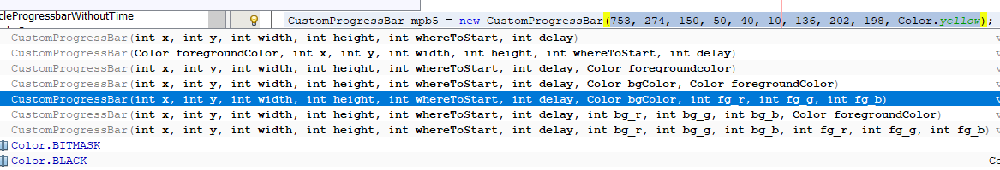 cleProgressbarWithoutTime
CustomProgressBar mpb5 = new CustomProgressBar(753, 274, 150, 50, 40, 10, 136, 202, 198, Color.yellow);
CustomProgressBar(int x, int y, int width, int height, int whereToStart, int delay)
CustomProgressBar(Color foregroundColor, int x, int y, int width, int height, int whereToStart, int delay)
CustomProgressBar(int x, int y, int width, int height, int whereToStart, int delay, Color foregroundcolor)
CustomProgressBar(int x, int y, int width, int height, int whereToStart, int delay, Color bgColor, Color foregroundColor)
CustomProgressBar(int x, int y, int width, int height, int whereToStart, int delay, Color bgColor, int fg_r, int fg_g, int fg_b)
CustomProgressBar(int x, int y, int width, int height, int whereToStart, int delay, int bg_r, int bg_g, int bg_b, Color foregroundColor)
CustomProgressBar(int x, int y, int width, int height, int whereToStart, int delay, int bg_r, int bg_g, int bg_b, int fg_r, int fg_g, int fg_b)
Color.BITMASK
Color.BLACK Co